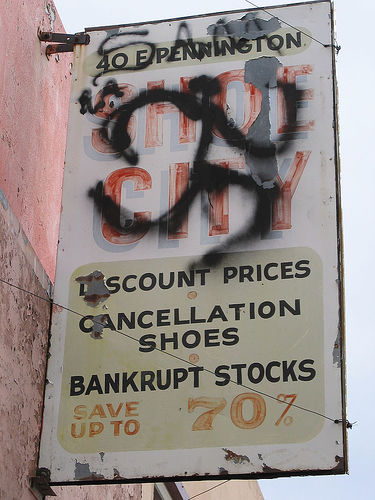 40 E. PENNINGTON
SHOE
CITY
DISCOUNT PRICES
CANCELLATION
SHOES
BANKRUPT STOCKS
SAVE
UP TO
70%